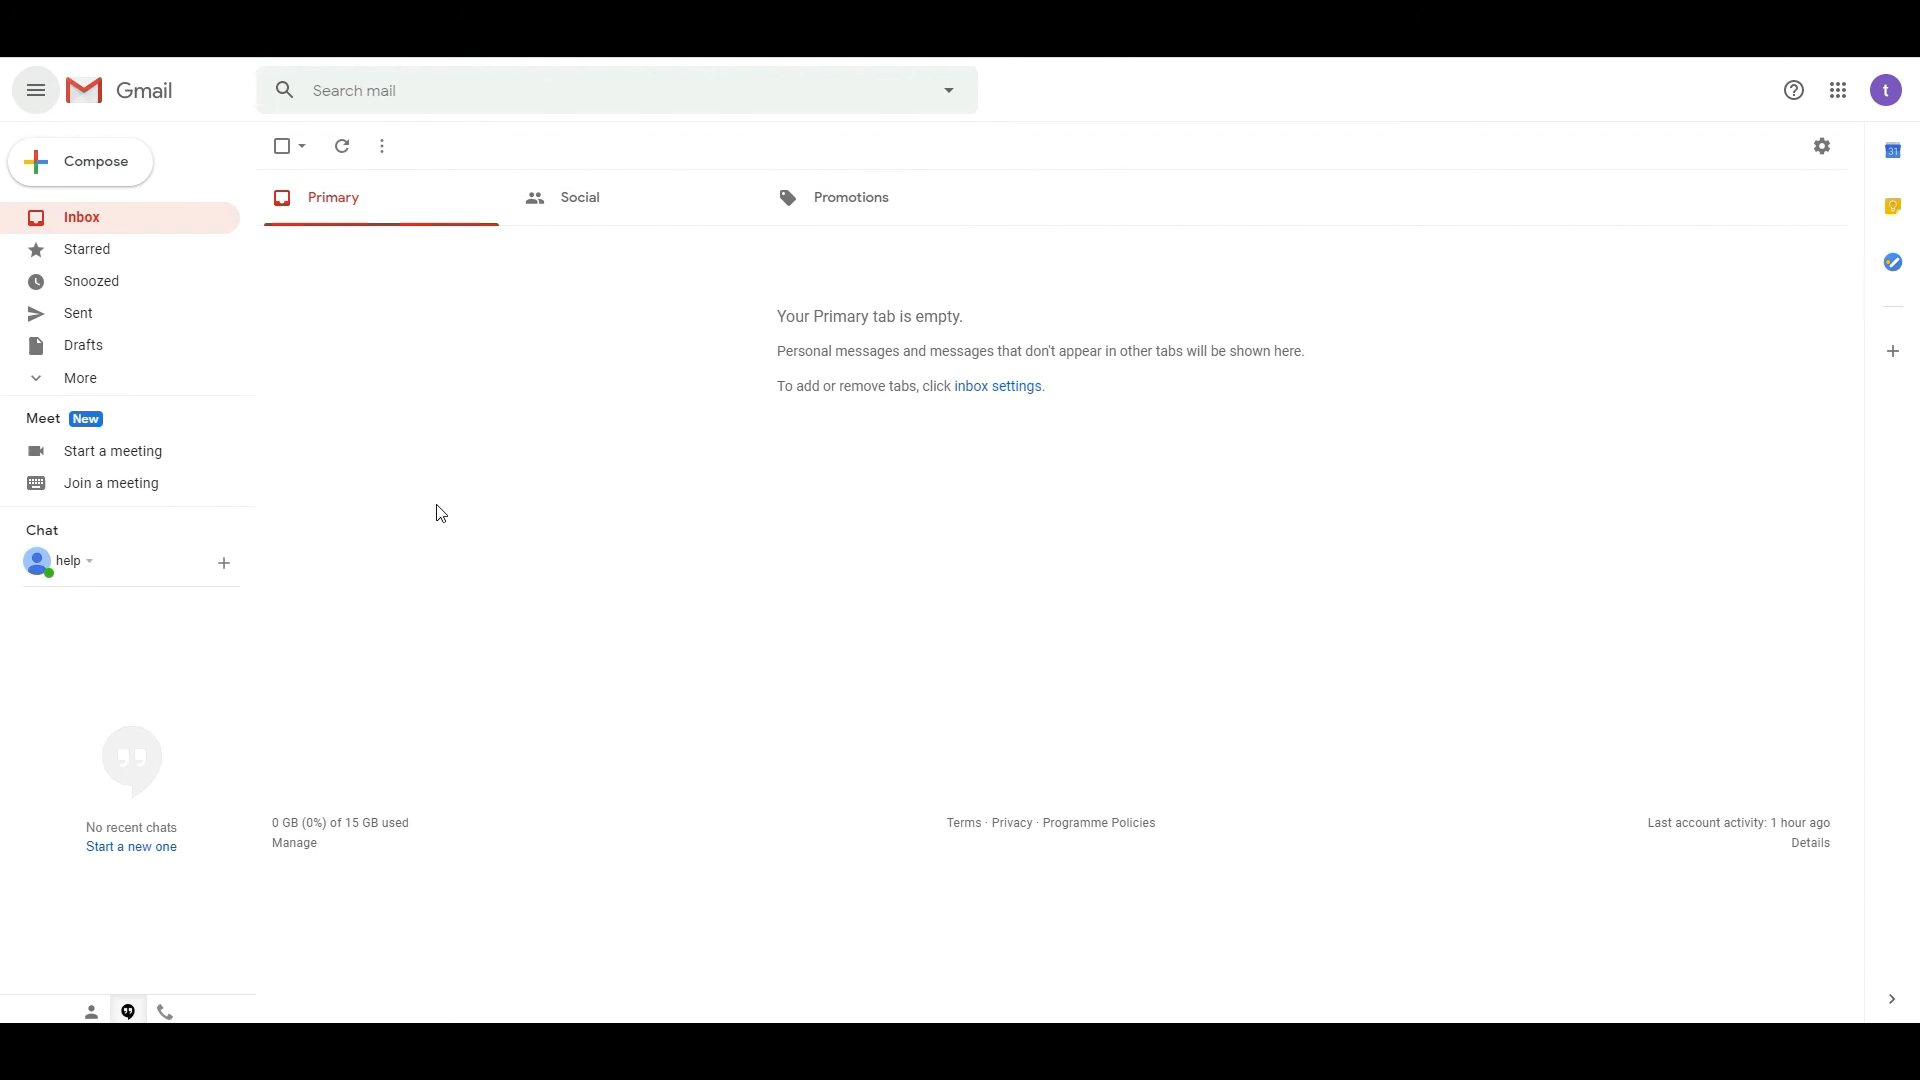 Gmail
Search mail
t
Compose
31
Primary
Social
Promotions
Inbox
Starred
Snoozed
Sent
Drafts
More
Your Primary tab is empty.
Personal messages and messages that don't appear in other tabs will be shown here.
To add or remove tabs, click inbox settings.
Meet New
Start a meeting
Join a meeting
Chat
help
No recent chats
Start a new one
0 GB (0%) of 15 GB used
Manage
Terms · Privacy · Programme Policies
Last account activity: 1 hour ago
Details